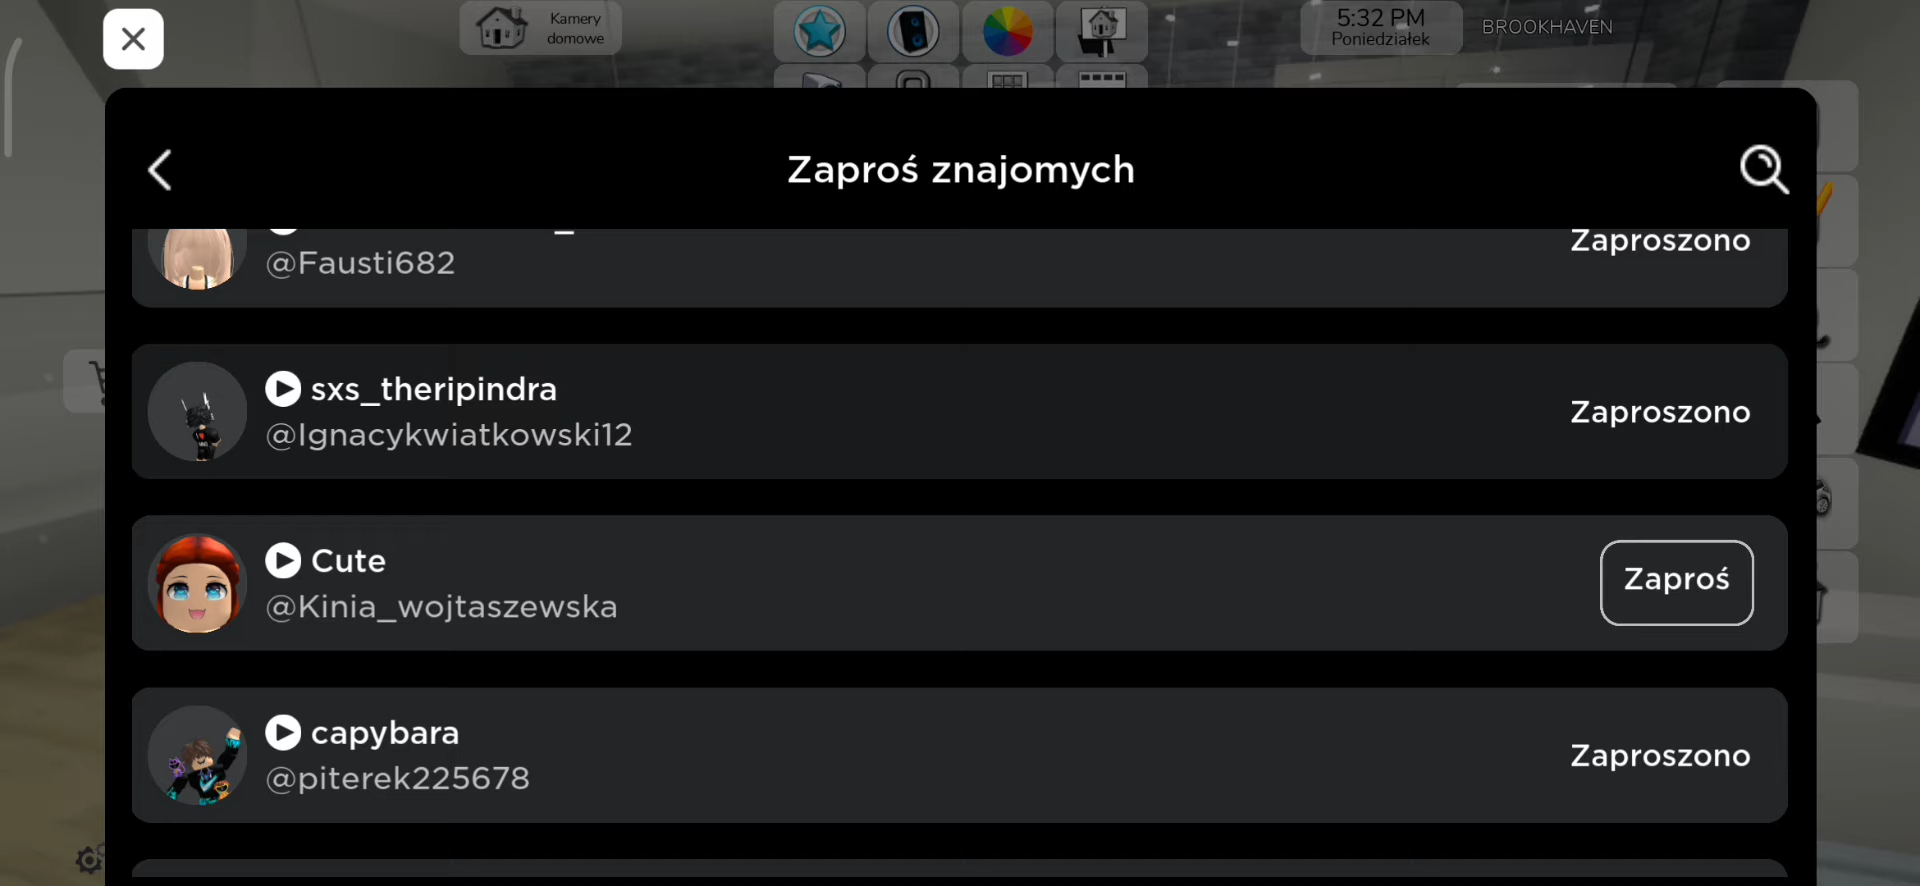 Kamery
domowe
5:32 PM
Poniedziałek
BROOKHAVEN
Zaproś znajomych
@Fausti682
Zaproszono
sxs_theripindra
@Ignacykwiatkowski12
Zaproszono
Cute
@Kinia_wojtaszewska
Zaproś
capybara
@piterek225678
Zaproszono